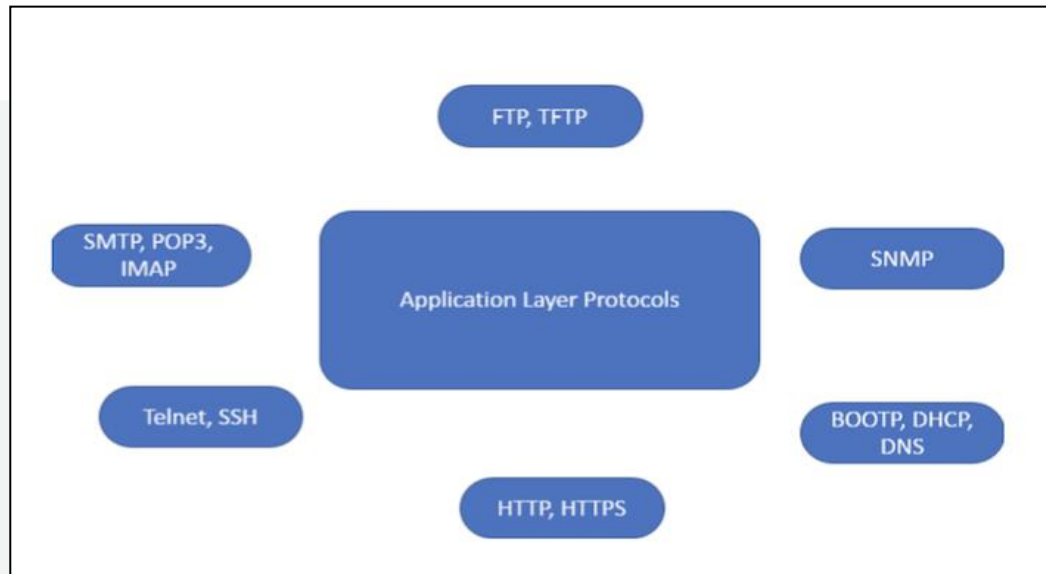 FTP, TFTP
SMTP, POP3,
IMAP
SNMP
Application Layer Protocols
Telnet, SSH
BOOTP, DHCP,
DNS
HTTP, HTTPS